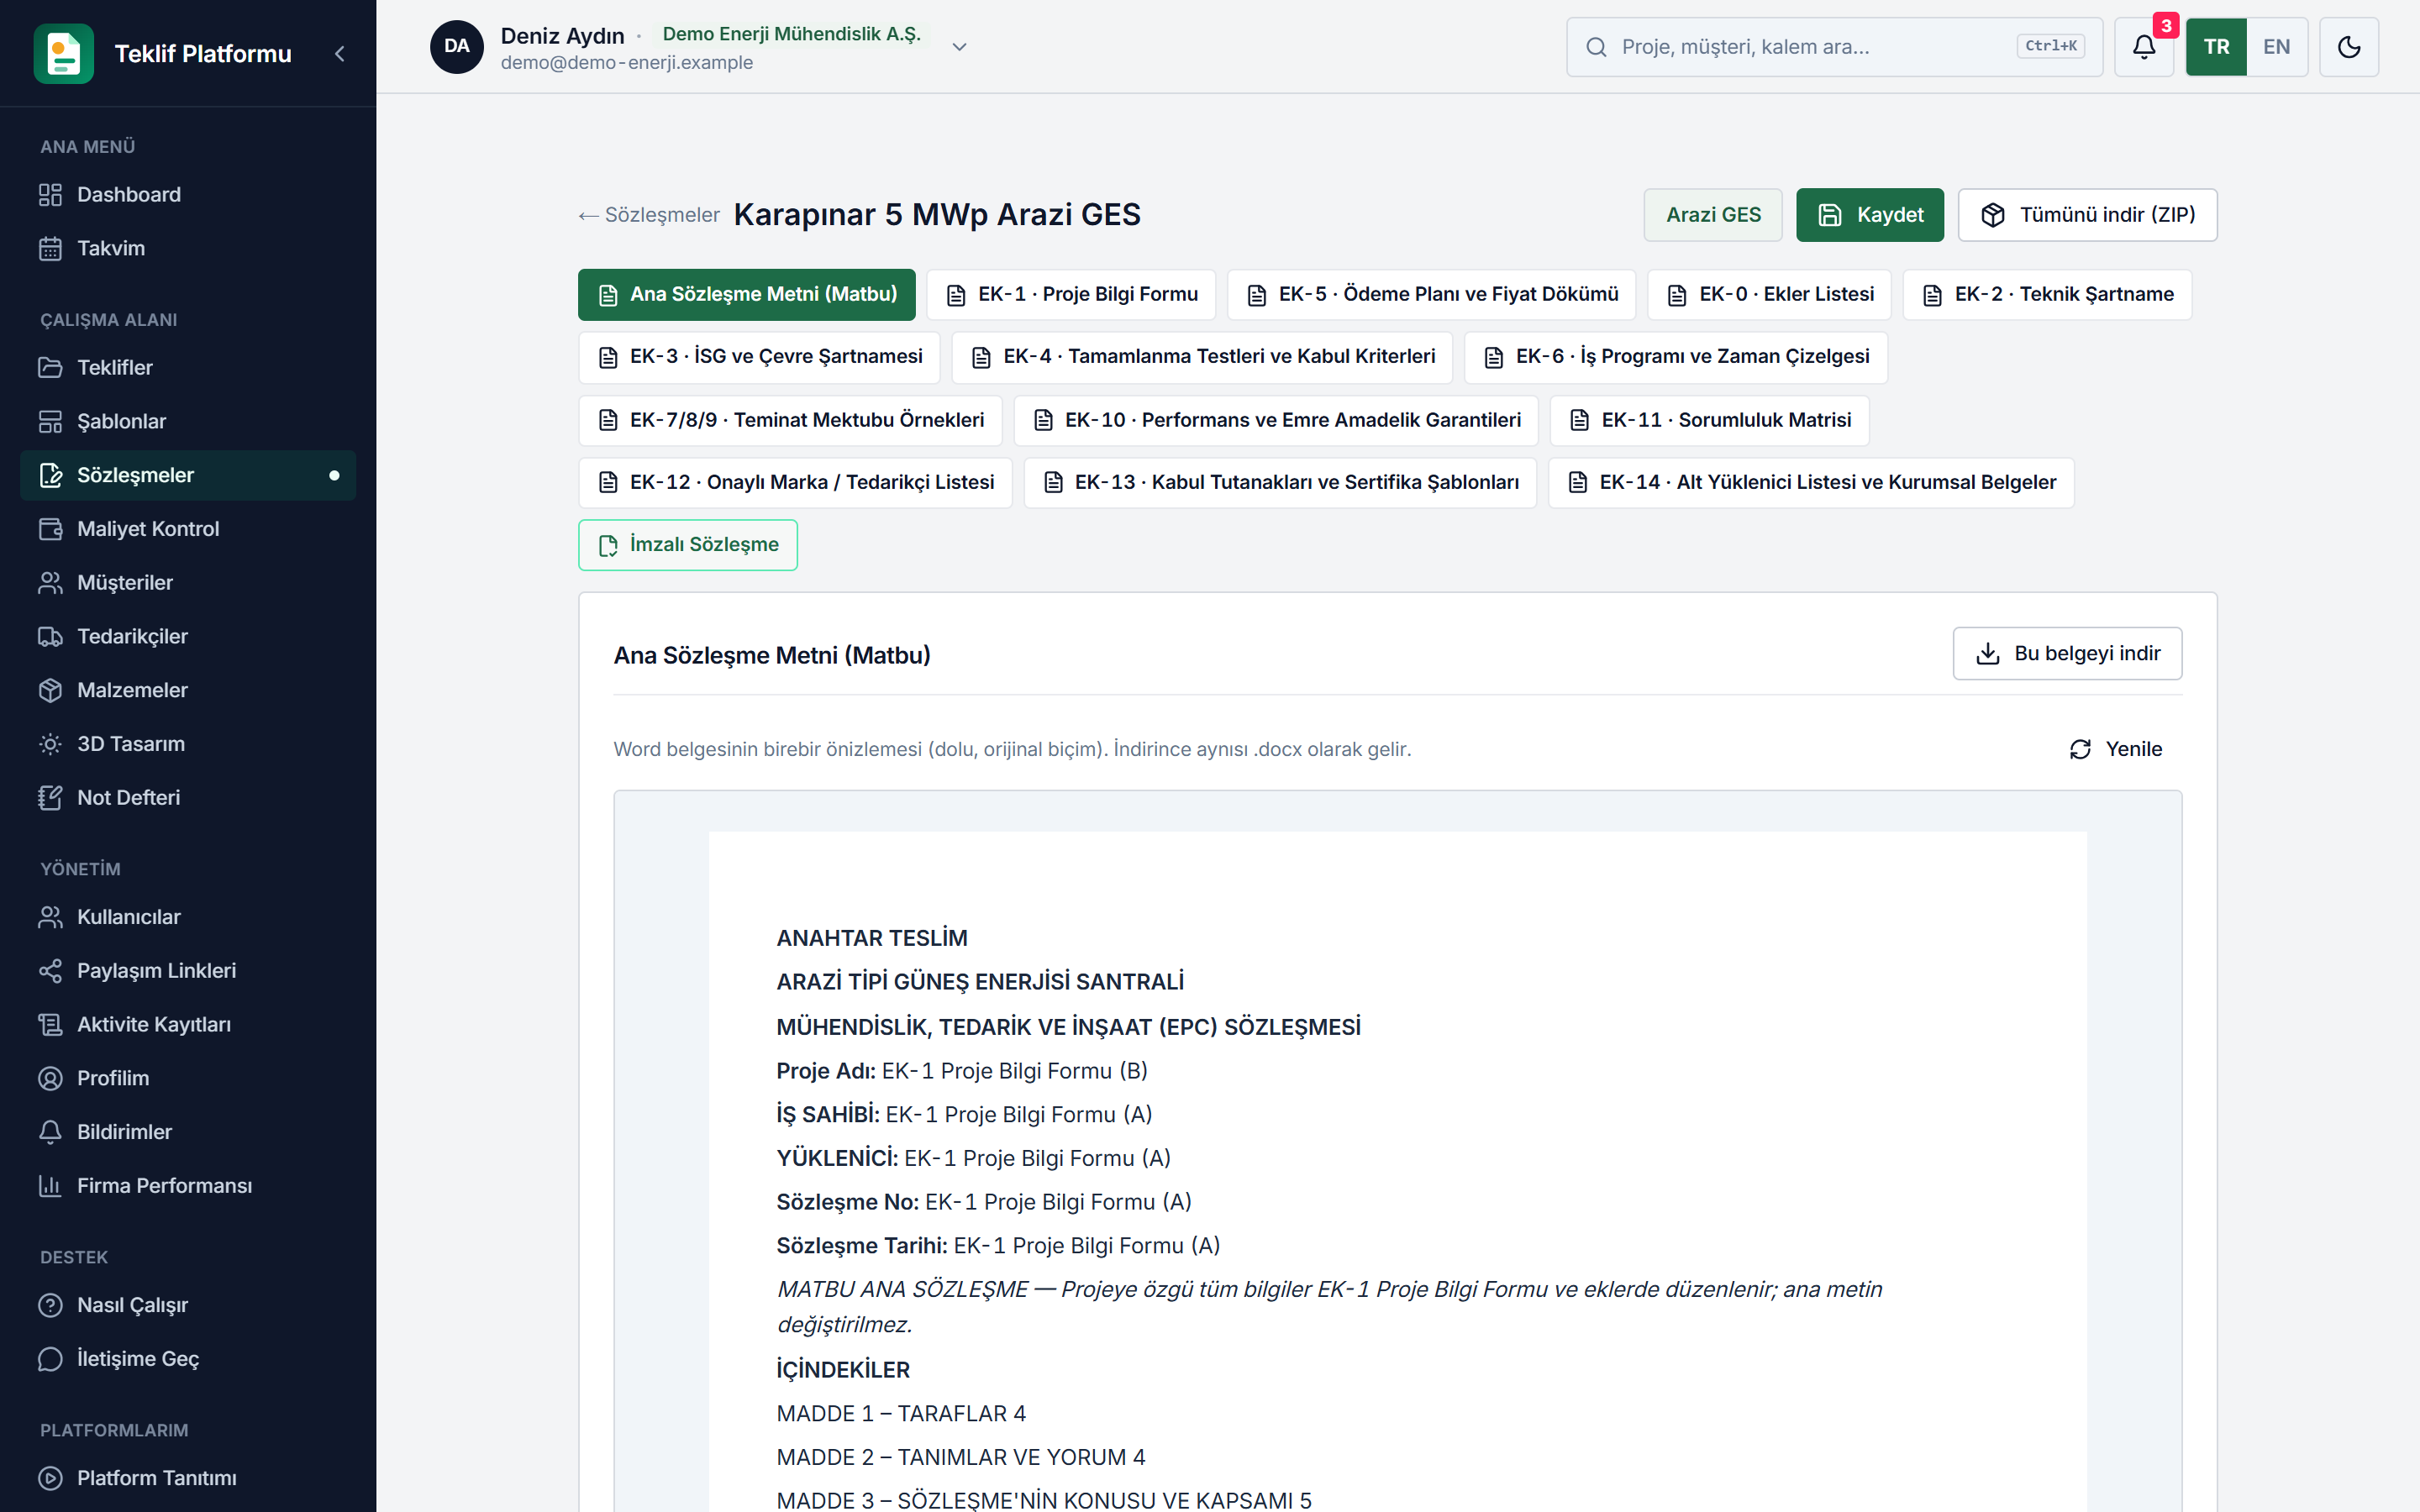 Teklif Platformu
ANA MENÜ
Dashboard
Takvim
ÇALIŞMA ALANI
Teklifler
Şablonlar
Sözleşmeler
Maliyet Kontrol
Müşteriler
Tedarikçiler
Malzemeler
3D Tasarım
Not Defteri
YÖNETİM
Kullanıcılar
Paylaşım Linkleri
Aktivite Kayıtları
Profilim
Bildirimler
Firma Performansı
DESTEK
Nasıl Çalışır
İletişime Geç
PLATFORMLARIM
Platform Tanıtımı
DA
Deniz Aydın · Demo Enerji Mühendislik A.Ş.
demo@demo-enerji.example
Proje, müşteri, kalem ara... Ctrl+K
3
TR EN
← Sözleşmeler Karapınar 5 MWp Arazi GES
Arazi GES Kaydet Tümünü indir (ZIP)
Ana Sözleşme Metni (Matbu) EK-1 · Proje Bilgi Formu EK-5 · Ödeme Planı ve Fiyat Dökümü EK-0 · Ekler Listesi EK-2 · Teknik Şartname
EK-3 · İSG ve Çevre Şartnamesi EK-4 · Tamamlanma Testleri ve Kabul Kriterleri EK-6 · İş Programı ve Zaman Çizelgesi
EK-7/8/9 · Teminat Mektubu Örnekleri EK-10 · Performans ve Emre Amadelik Garantileri EK-11 · Sorumluluk Matrisi
EK-12 · Onaylı Marka / Tedarikçi Listesi EK-13 · Kabul Tutanakları ve Sertifika Şablonları EK-14 · Alt Yüklenici Listesi ve Kurumsal Belgeler
İmzalı Sözleşme
Ana Sözleşme Metni (Matbu)
Bu belgeyi indir
Word belgesinin birebir önizlemesi (dolu, orijinal biçim). İndirince aynısı .docx olarak gelir.
Yenile
ANAHTAR TESLİM
ARAZİ TİPİ GÜNEŞ ENERJİSİ SANTRALİ
MÜHENDİSLİK, TEDARİK VE İNŞAAT (EPC) SÖZLEŞMESİ
Proje Adı: EK-1 Proje Bilgi Formu (B)
İŞ SAHİBİ: EK-1 Proje Bilgi Formu (A)
YÜKLENİCİ: EK-1 Proje Bilgi Formu (A)
Sözleşme No: EK-1 Proje Bilgi Formu (A)
Sözleşme Tarihi: EK-1 Proje Bilgi Formu (A)
MATBU ANA SÖZLEŞME — Projeye özgü tüm bilgiler EK-1 Proje Bilgi Formu ve eklerde düzenlenir; ana metin
değiştirilmez.
İÇİNDEKİLER
MADDE 1 – TARAFLAR 4
MADDE 2 – TANIMLAR VE YORUM 4
MADDE 3 – SÖZLEŞME'NİN KONUSU VE KAPSAMI 5